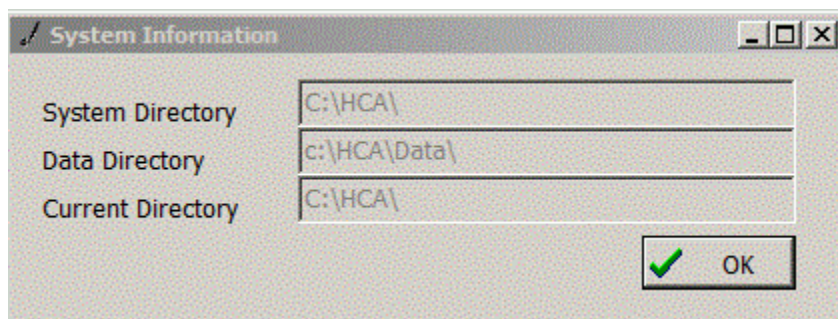 System Information
System Directory C:\HCA\
Data Directory c:\HCA\Data\
Current Directory C:\HCA\
OK